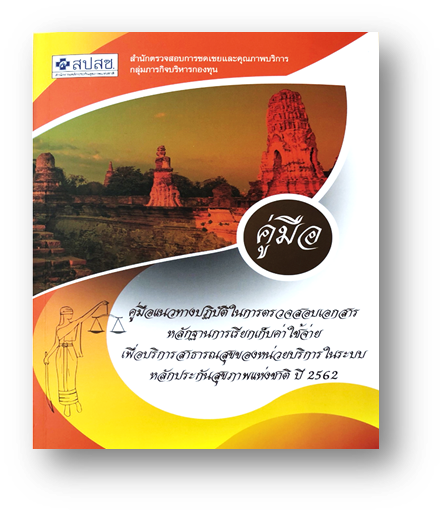 สปสช.
สำนักตรวจสอบการชดเชยและคุณภาพบริการ
กลุ่มภารกิจบริหารกองทุน
คู่มือ
คู่มือแนวทางปฏิบัติในการตรวจสอบเอกสาร
หลักฐานการเรียกเก็บค่าใช้จ่าย
เพื่อบริการสาธารณสุขของหน่วยบริการในระบบ
หลักประกันสุขภาพแห่งชาติ ปี 2562